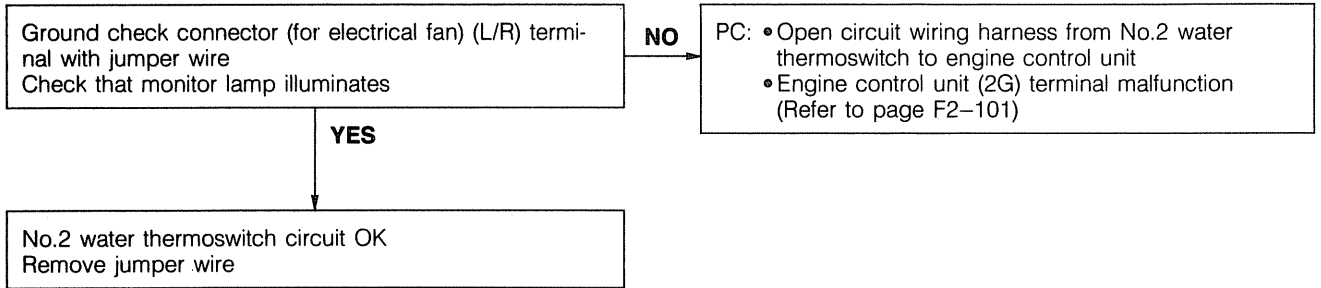 Ground check connector (for electrical fan) (L/R) termi-
nal with jumper wire
Check that monitor lamp illuminates
NO
PC: • Open circuit wiring harness from No.2 water
thermoswitch to engine control unit
• Engine control unit (2G) terminal malfunction
(Refer to page F2–101)
YES
No.2 water thermoswitch circuit OK
Remove jumper wire